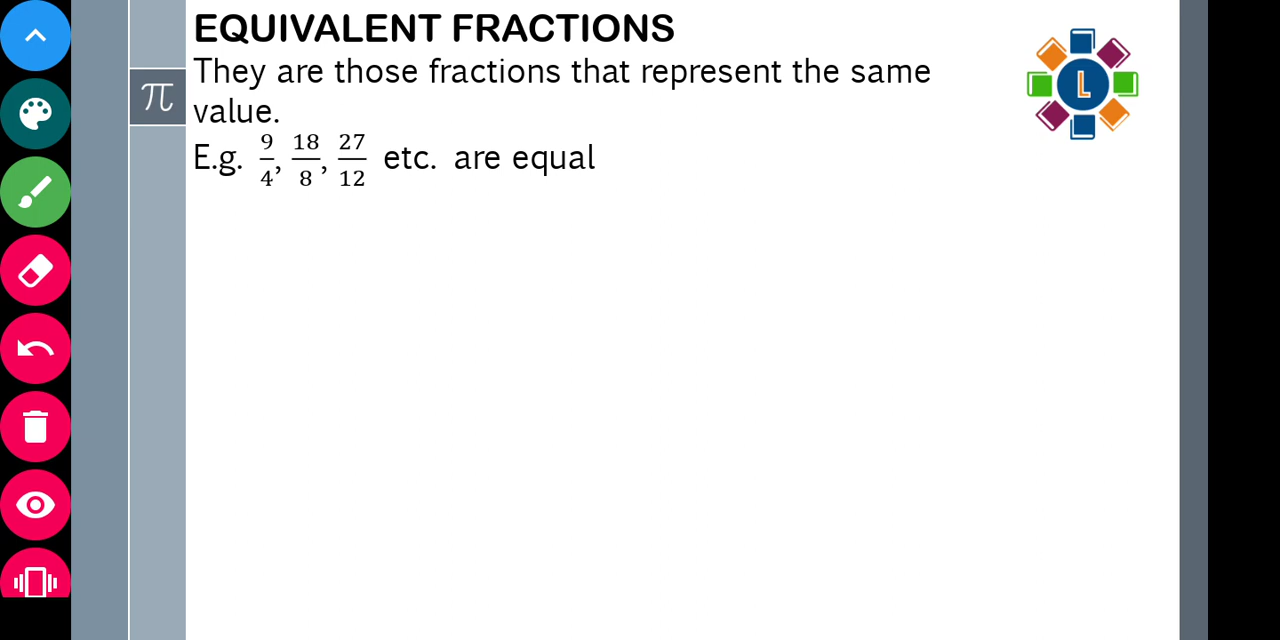 EQUIVALENT FRACTIONS
They are those fractions that represent the same
π
value.
E.g. 9/4, 18/8, 27/12 etc. are equal
L